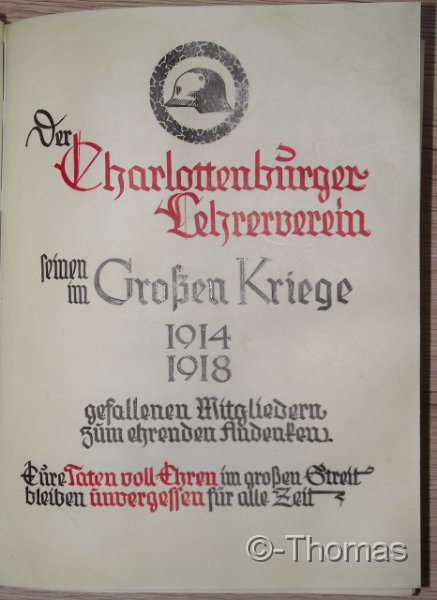 Der
Charlottenburger
Lehrerverein
seinen
im Großen Kriege
1914
1918
gefallenen Mitgliedern
zum ehrenden Andenken.
Eure Taten voll Ehren im großen Streit
bleiben unvergessen für alle Zeit
©-Thomas